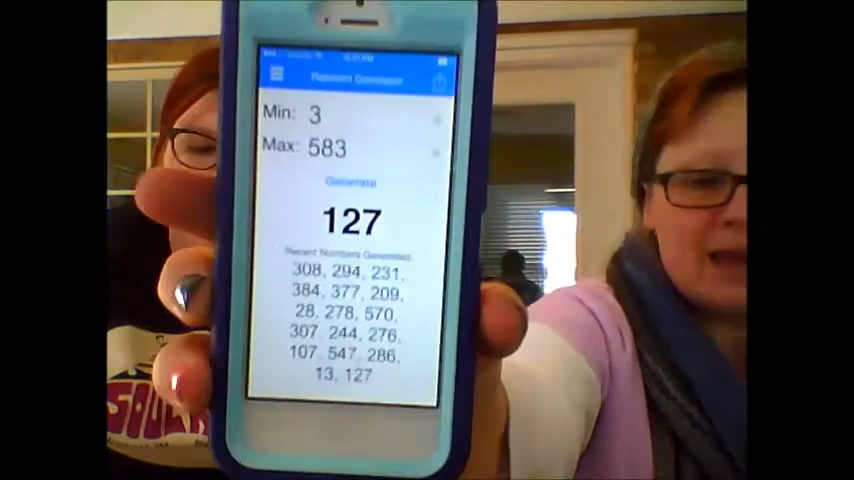 Random Generator
Min: 3
Max: 583
Generate
127
Recent Numbers Generated
308, 294, 231,
384, 377, 209,
28, 278, 570,
307, 244, 276,
107, 547, 286,
13, 127